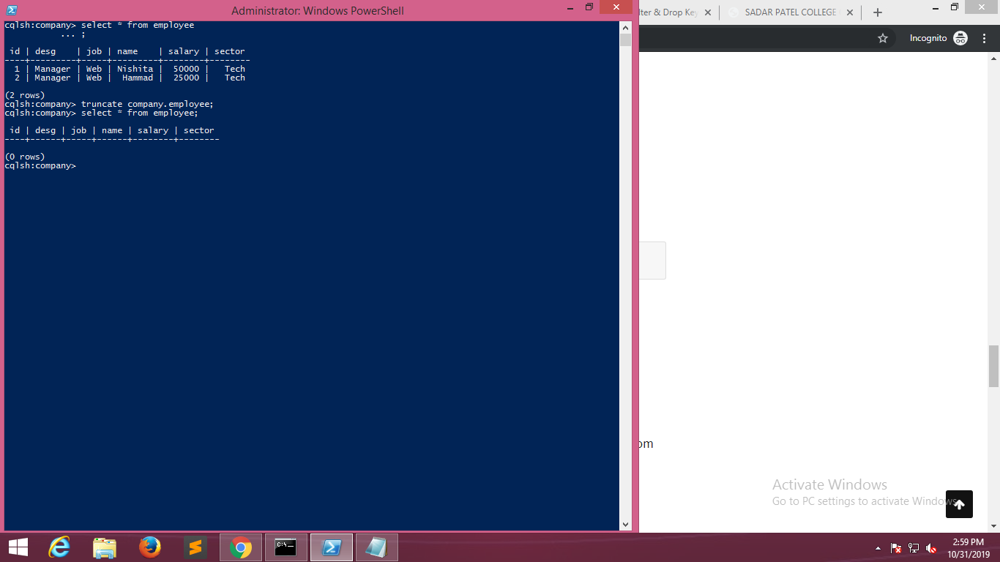 Administrator: Windows PowerShell
cqlsh:company> select * from employee
... ;
id | desg | job | name | salary | sector
----+---------+-----+---------+--------+---------
1 | Manager | Web | Nishita | 50000 | Tech
2 | Manager | Web | Hammad | 25000 | Tech
(2 rows)
cqlsh:company> truncate company.employee;
cqlsh:company> select * from employee;
id | desg | job | name | salary | sector
----+------+-----+------+--------+--------
(0 rows)
cqlsh:company>
lter & Drop Key
SADAR PATEL COLLEGE
Incognito
om
Activate Windows
Go to PC settings to activate Windows.
C:\_
2:59 PM
10/31/2019